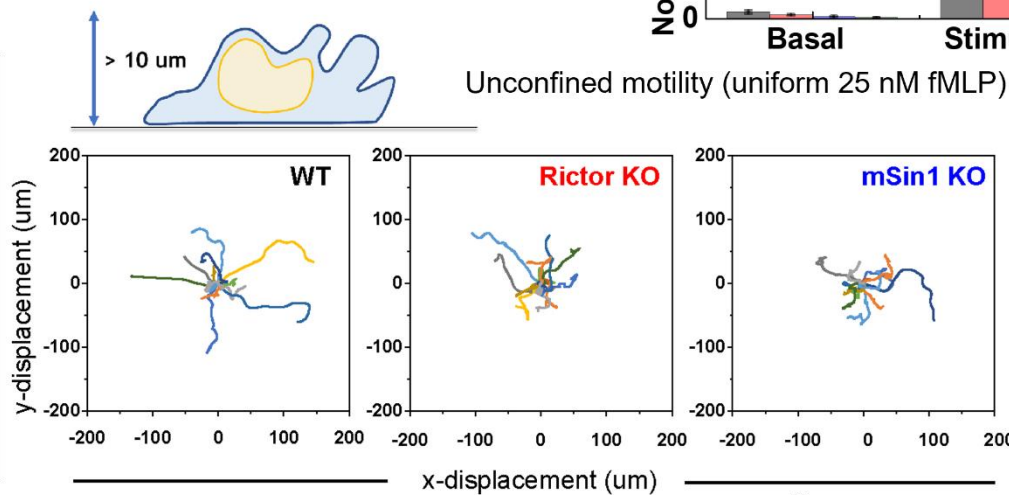 No
0
Basal
Stim
> 10 um
Unconfined motility (uniform 25 nM fMLP)
WT
Rictor KO
mSin1 KO
y-displacement (um)
200
100
0
-100
-200
200
100
0
-100
-200
200
100
0
-100
-200
-200 -100 0 100 200
-200 -100 0 100 200
-200 -100 0 100 200
x-displacement (um)